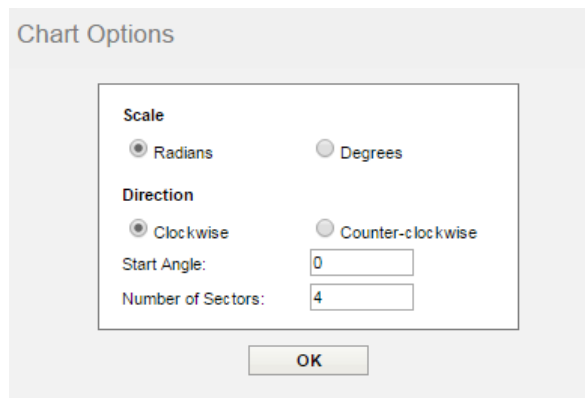 Chart Options
Scale
Radians Degrees
Direction
Clockwise Counter-clockwise
Start Angle: 0
Number of Sectors: 4
OK